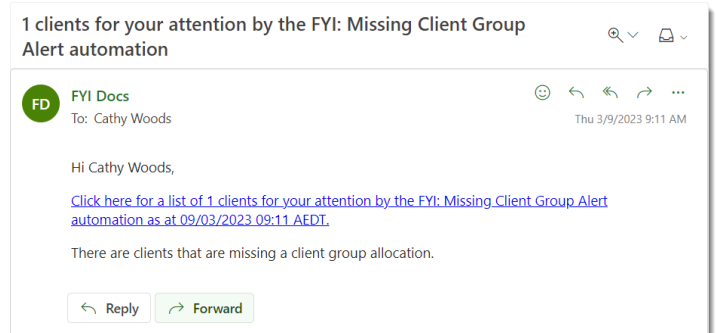 1 clients for your attention by the FYI: Missing Client Group
Alert automation
FD
FYI Docs
To: Cathy Woods
Thu 3/9/2023 9:11 AM
Hi Cathy Woods,
Click here for a list of 1 clients for your attention by the FYI: Missing Client Group Alert
automation as at 09/03/2023 09:11 AEDT.
There are clients that are missing a client group allocation.
Reply
Forward